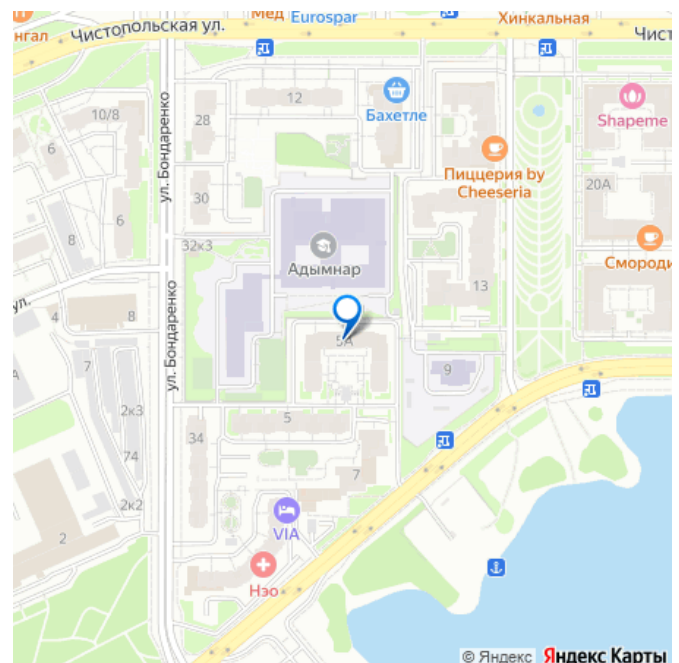 Мед
Eurospar
Хинкальная
нгал
Чистопольская ул.
Чист
12
Бахетле
Shapeme
10/8
ул. Бондаренко
28
6
Пиццерия by
Cheeseria
20А
30
6
8
32к3
Адымнар
Смороди
13
ул.
4
8
ул. Бондаренко
5А
7
9
2к3
5
34
74
7
2к2
VIA
2
Нэо
© Яндекс Яндекс Карты